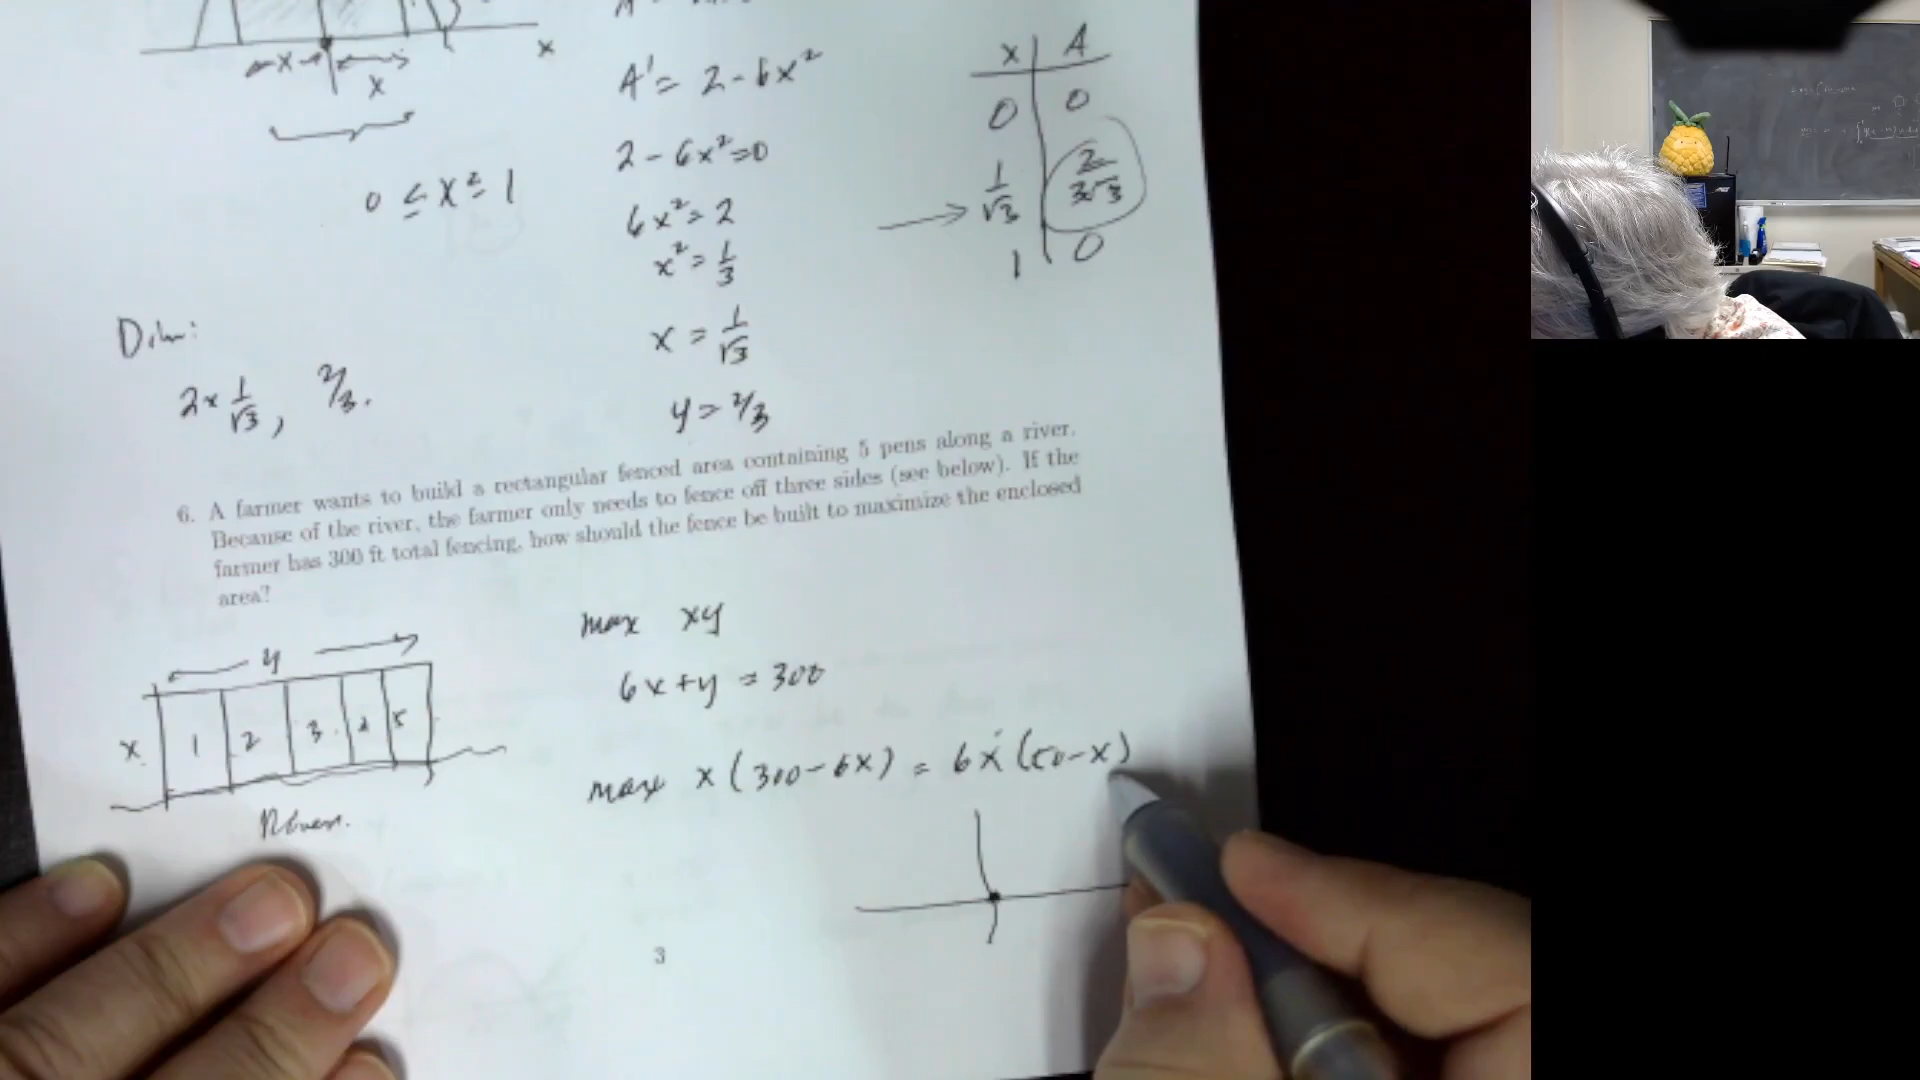 x
x
x
0 ≤ x ≤ 1
A' = 2 - 6x²
2 - 6x² = 0
6x² = 2
x² = 1/3
x = 1/√3
y = 2/3
x | A
0 | 0
1/√3 | 2/3√3
1 | 0
Dim:
2 × 1/√3, 2/3.
6. A farmer wants to build a rectangular fenced area containing 5 pens along a river.
Because of the river, the farmer only needs to fence off three sides (see below). If the
farmer has 300 ft total fencing, how should the fence be built to maximize the enclosed
area?
y
x 1 2 3 4 5
River.
max xy
6x + y = 300
max x(300 - 6x) = 6x(50 - x)
3